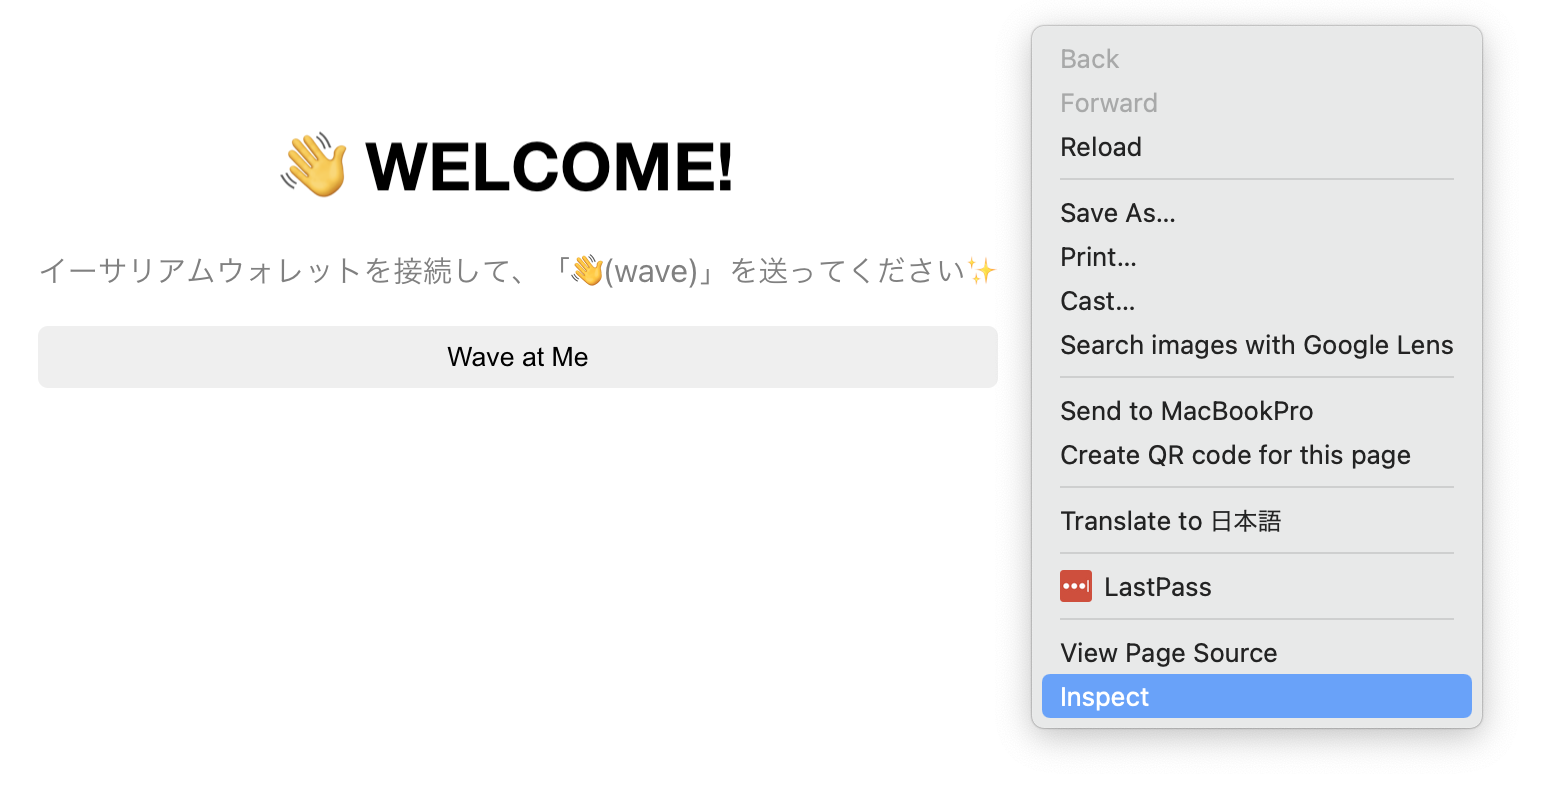 👋 WELCOME!
イーサリアムウォレットを接続して、「👋(wave)」を送ってください✨
Wave at Me
Back
Forward
Reload
Save As...
Print...
Cast...
Search images with Google Lens
Send to MacBookPro
Create QR code for this page
Translate to 日本語
LastPass
View Page Source
Inspect